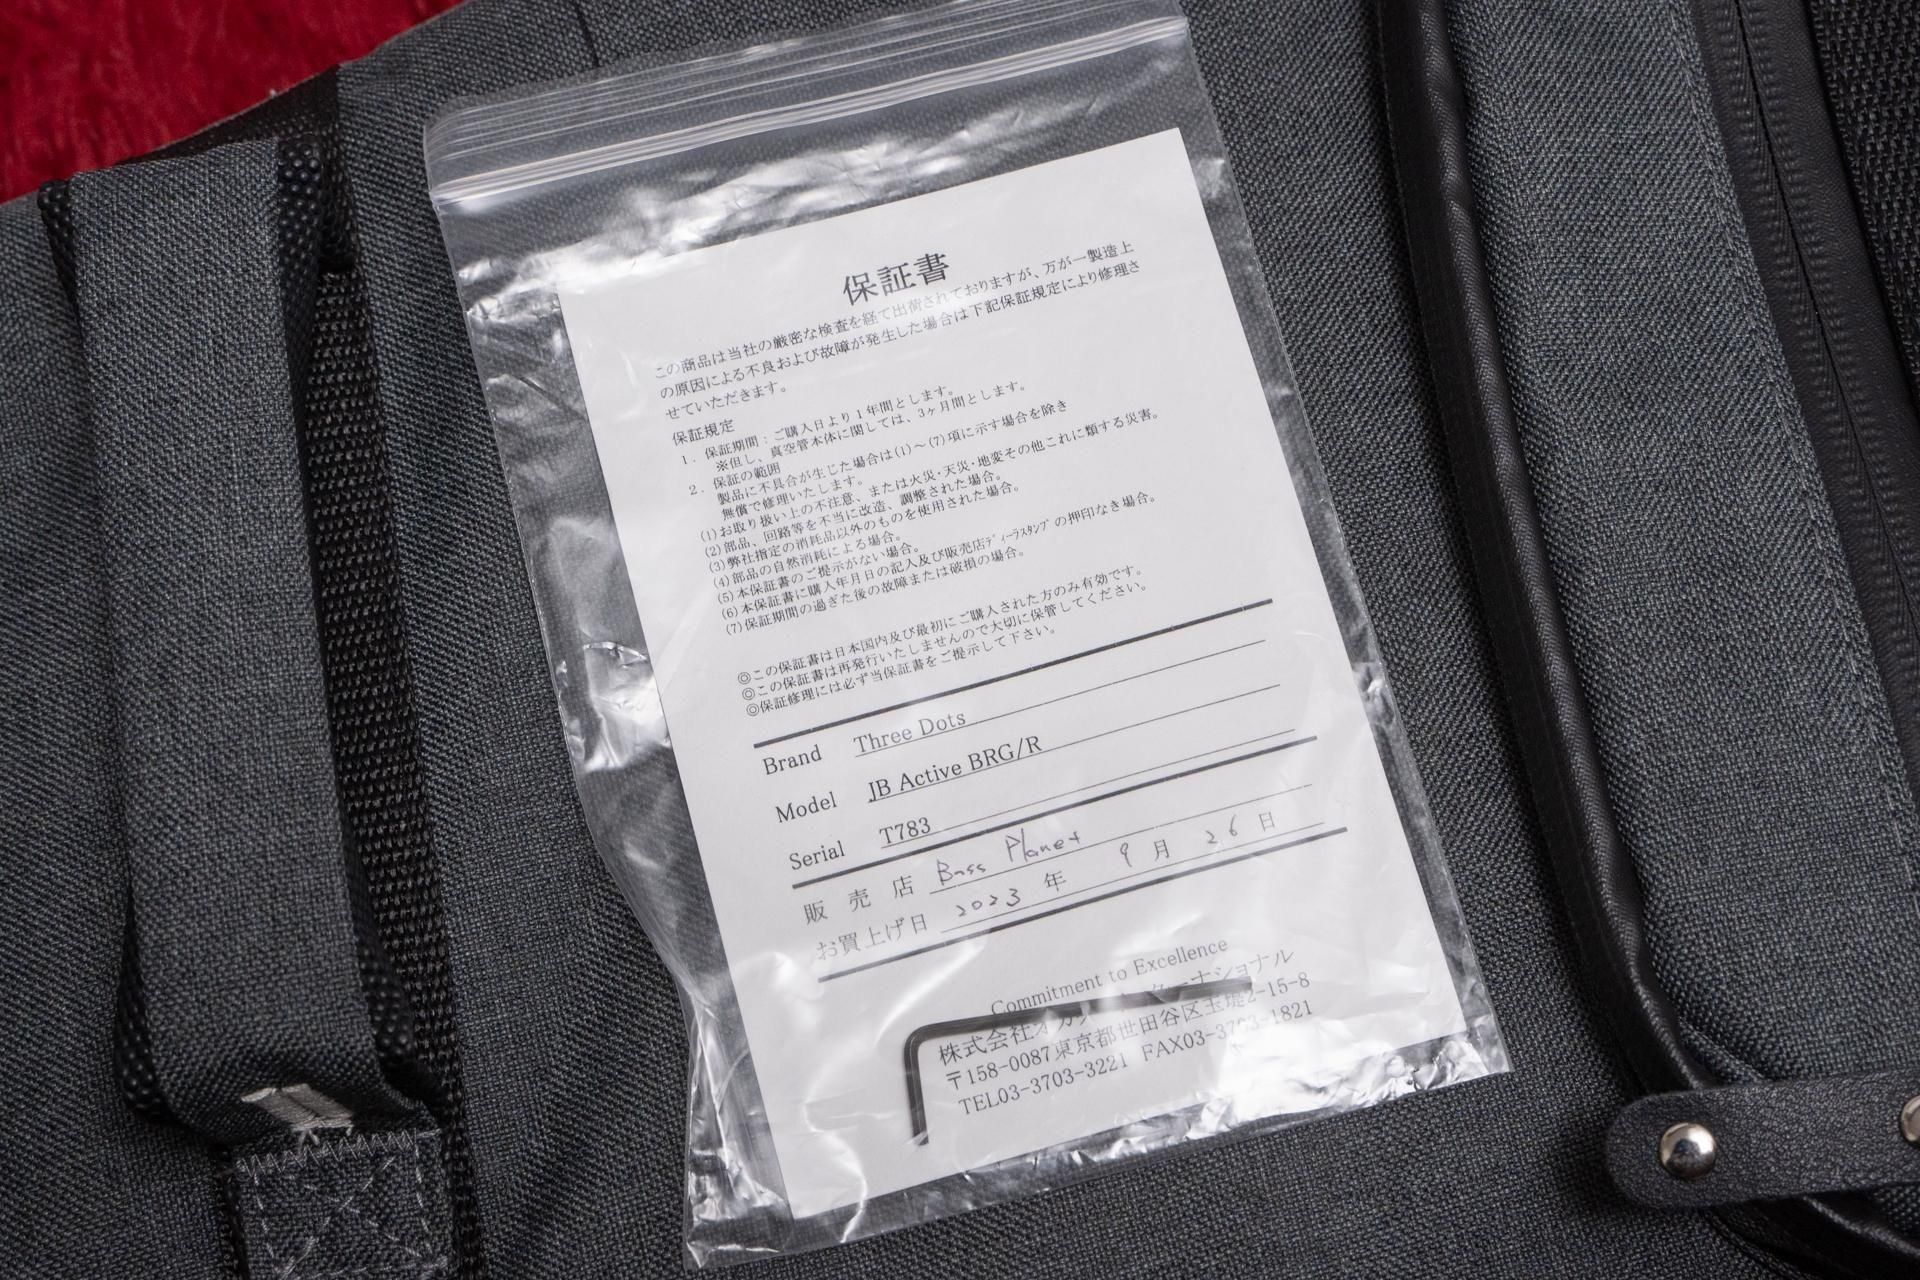 保証書
この商品は当社の厳密な検査を経て出荷されておりますが、万が一製造上
の原因による不良および故障が発生した場合は下記保証規定により修理さ
せていただきます。
保証規定
1. 保証期間：ご購入日より1年間とします。
※但し、真空管本体に関しては、3ヶ月間とします。
2. 保証の範囲
製品に不具合が生じた場合は(1)～(7)項に示す場合を除き
無償で修理いたします。
(1)お取り扱い上の不注意、または火災・天災・地変その他これに類する災害。
(2)部品、回路等を不当に改造、調整された場合。
(3)弊社指定の消耗品以外のものを使用された場合。
(4)部品の自然消耗による場合。
(5)本保証書のご提示がない場合。
(6)本保証書に購入年月日の記入及び販売店ﾃﾞｨｰﾗｽﾀﾝﾌﾟの押印なき場合。
(7)保証期間の過ぎた後の故障または破損の場合。
◎この保証書は日本国内及び最初にご購入された方のみ有効です。
◎この保証書は再発行いたしませんので大切に保管してください。
◎保証修理には必ず当保証書をご提示して下さい。
Brand Three Dots
Model JB Active BRG/R
Serial T783
販売店 Bass Planet
お買上げ日 2023年 9月 26日
Commitment to Excellence
株式会社オカダインターナショナル
〒158-0087東京都世田谷区玉堤2-15-8
TEL03-3703-3221 FAX03-3703-1821